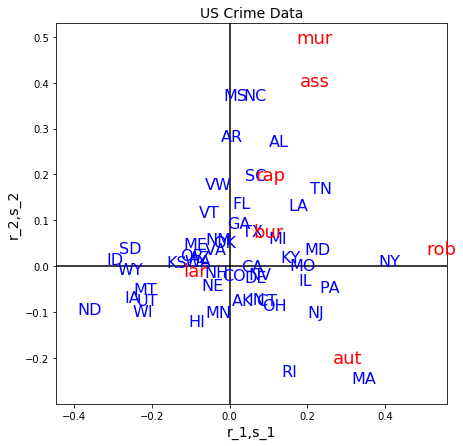 US Crime Data
r_2,s_2
0.5
0.4
0.3
0.2
0.1
0.0
−0.1
−0.2
mur
ass
MS NC
AR
AL
SC rap
VW
TN
FL
LA
VT
GA
TX bur
MI
NM
OK
ME
SD
VA
MD
rob
KY
ID
KS
NY
MO
WY
lar
CA
NH
CO
NV
DE
IL
NE
PA
MT
IA
UT
AK
IN
CT
OH
ND
WI
MN
NJ
HI
aut
RI
MA
−0.4 −0.2 0.0 0.2 0.4
r_1,s_1